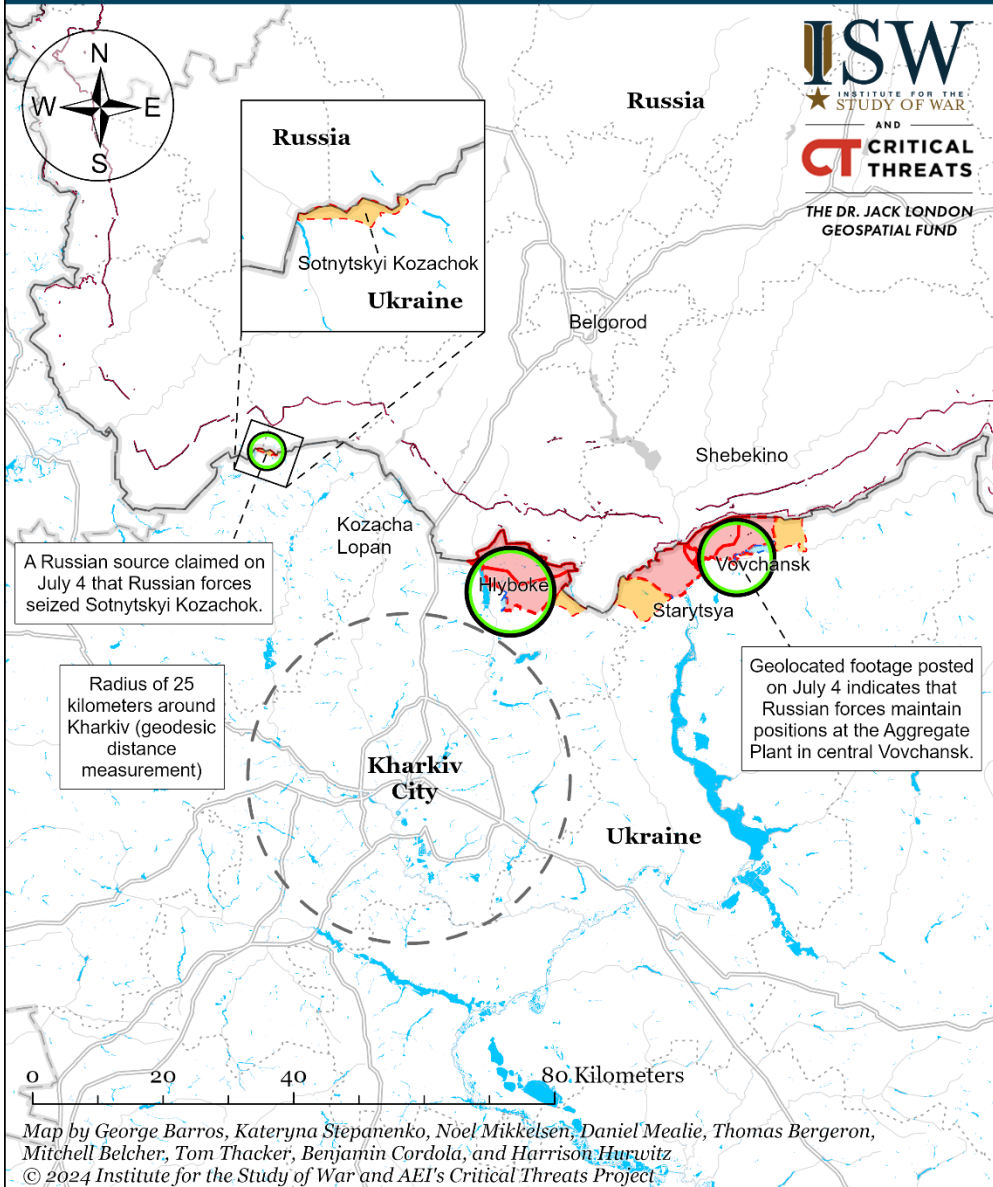 N
W
E
S
ISW
INSTITUTE FOR THE
STUDY OF WAR
AND
CT CRITICAL
THREATS
THE DR. JACK LONDON
GEOSPATIAL FUND
Russia
Russia
Sotnytskyi Kozachok
Ukraine
Belgorod
Shebekino
Kozacha
Lopan
Hlyboke
Vovchansk
Starytsya
A Russian source claimed on
July 4 that Russian forces
seized Sotnytskyi Kozachok.
Radius of 25
kilometers around
Kharkiv (geodesic
distance
measurement)
Geolocated footage posted
on July 4 indicates that
Russian forces maintain
positions at the Aggregate
Plant in central Vovchansk.
Kharkiv
City
Ukraine
0 20 40 80 Kilometers
Map by George Barros, Kateryna Stepanenko, Noel Mikkelsen, Daniel Mealie, Thomas Bergeron,
Mitchell Belcher, Tom Thacker, Benjamin Cordola, and Harrison Hurwitz
© 2024 Institute for the Study of War and AEI's Critical Threats Project